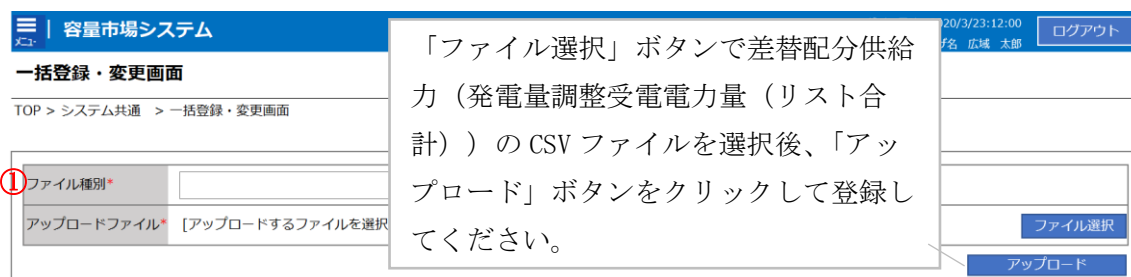 メニュー
容量市場システム
20/3/23:12:00
ログアウト
ザ名 広域 太郎
一括登録・変更画面
TOP > システム共通 > 一括登録・変更画面
「ファイル選択」ボタンで差替配分供給
力（発電量調整受電電力量（リスト合
計））の CSV ファイルを選択後、「アッ
プロード」ボタンをクリックして登録し
てください。
①
ファイル種別*
アップロードファイル* [アップロードするファイルを選択
ファイル選択
アップロード